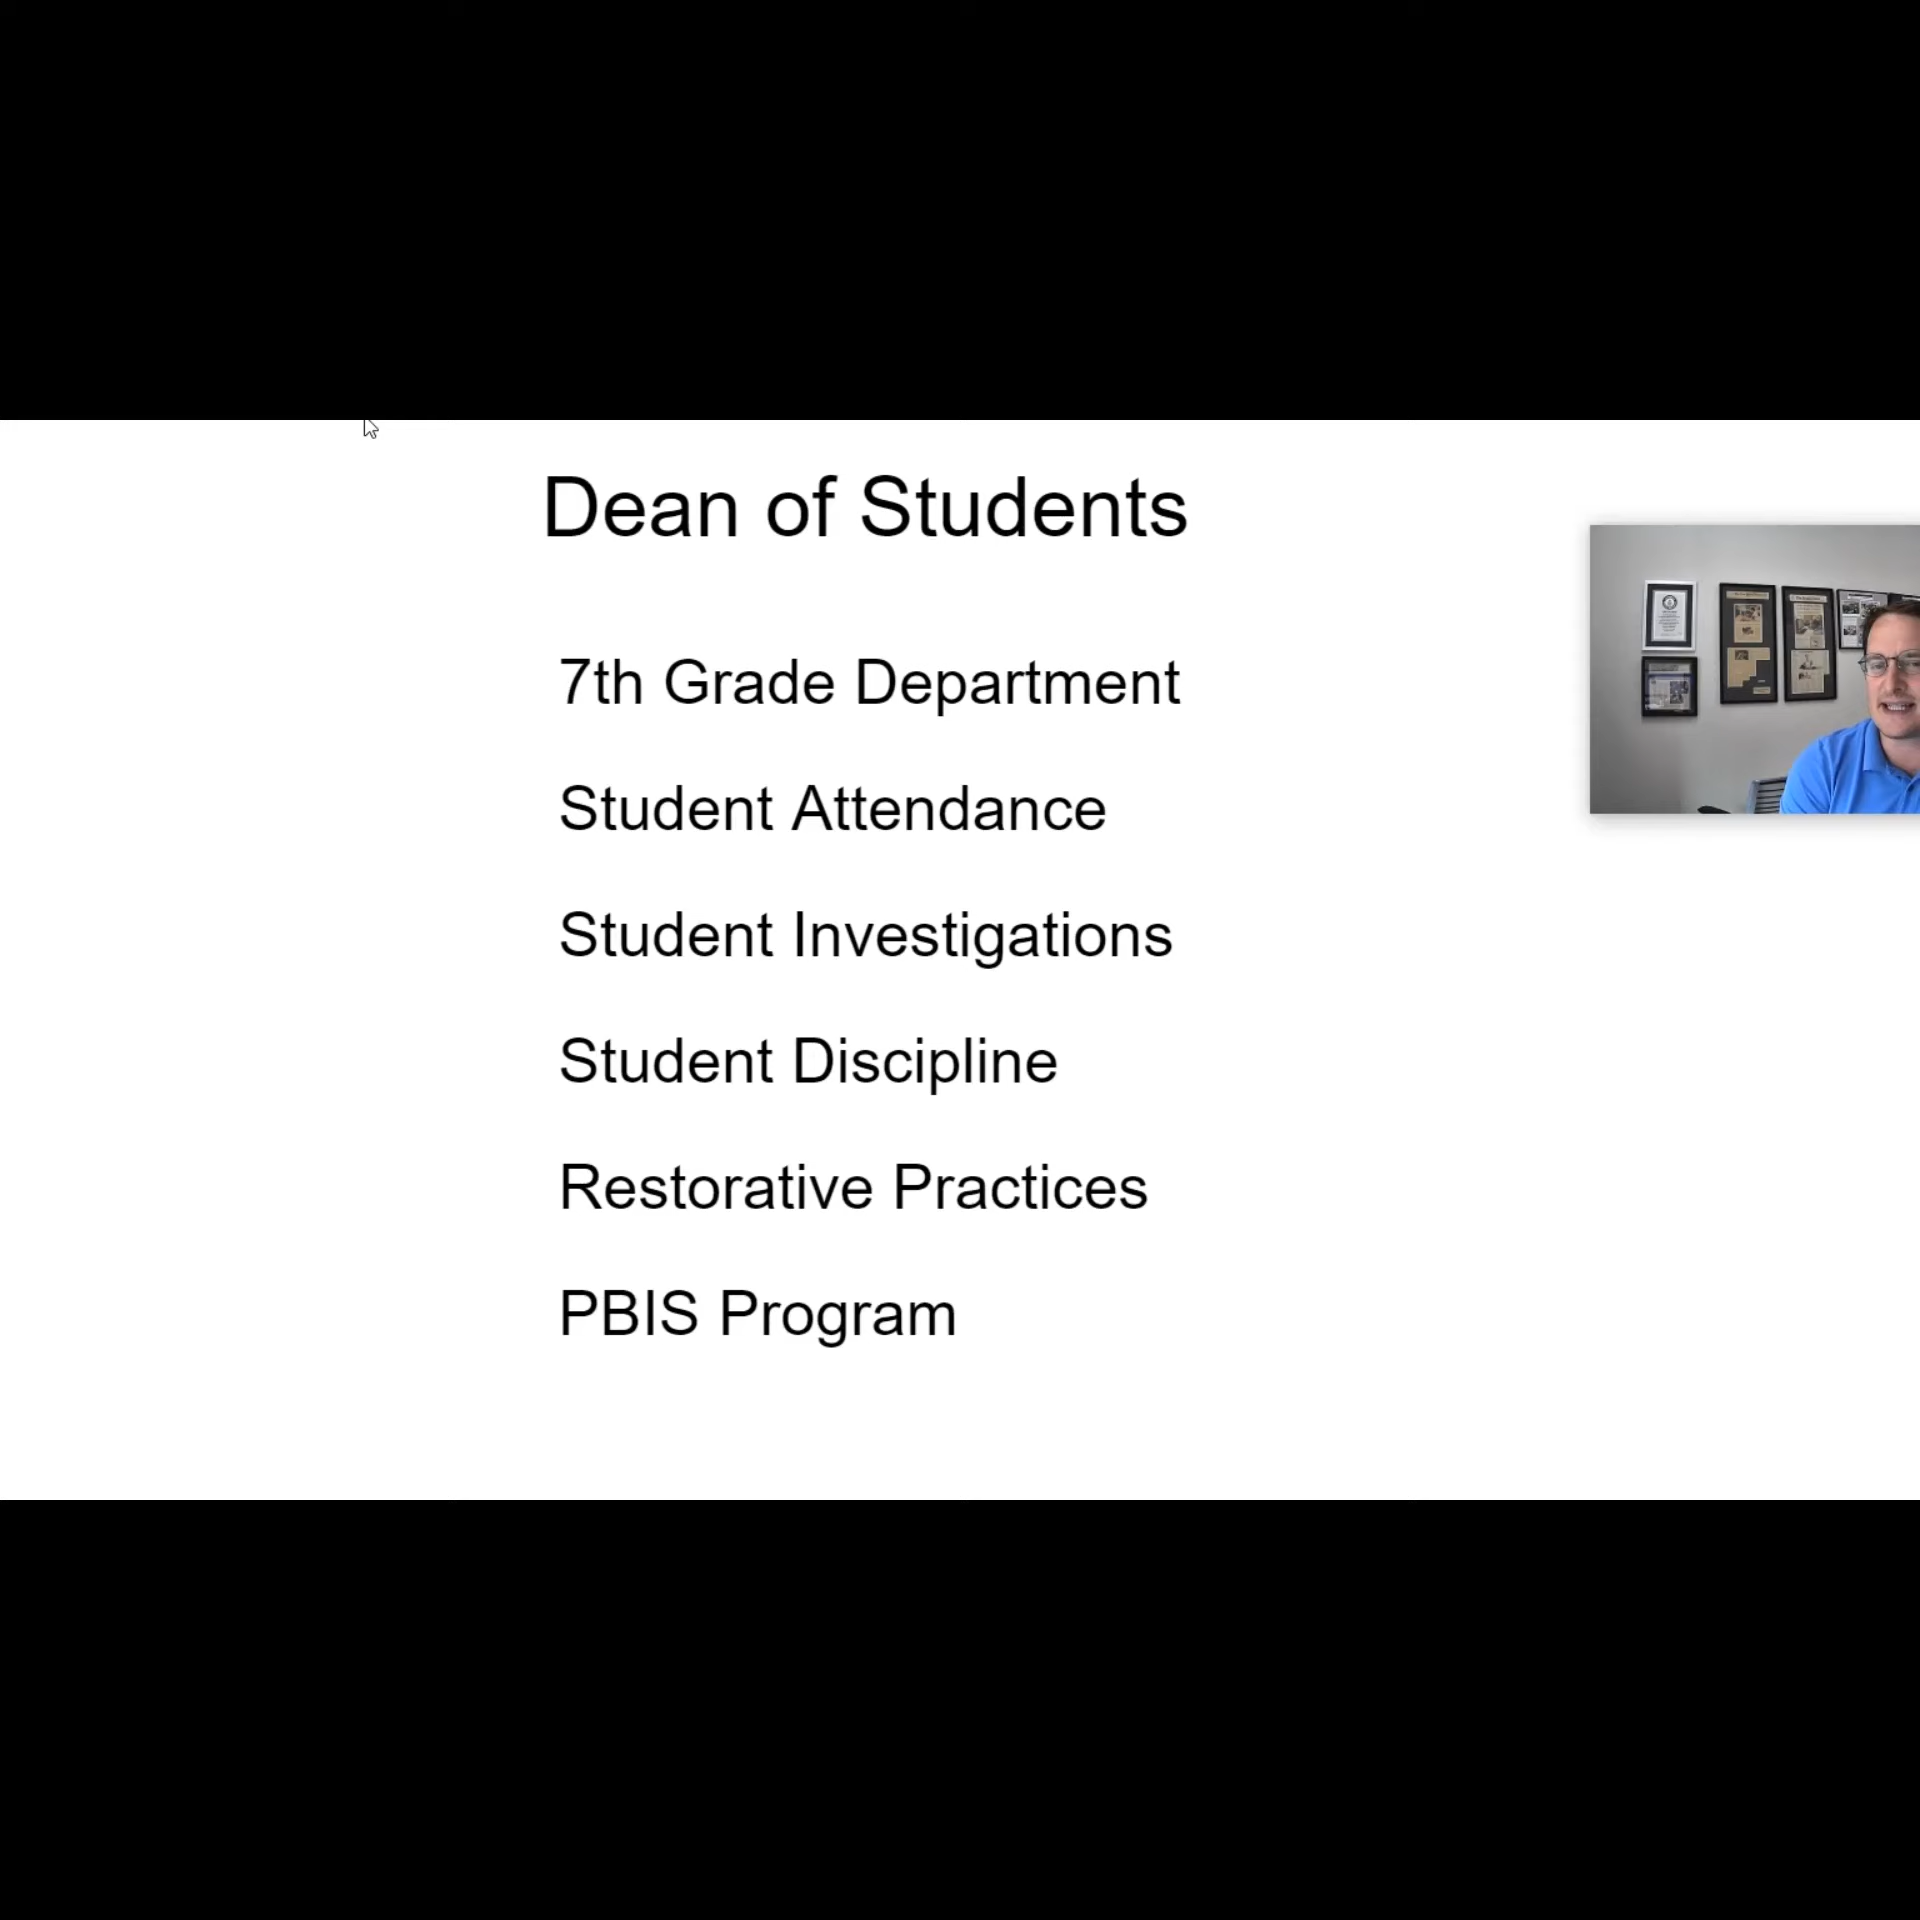 Dean of Students
7th Grade Department
Student Attendance
Student Investigations
Student Discipline
Restorative Practices
PBIS Program